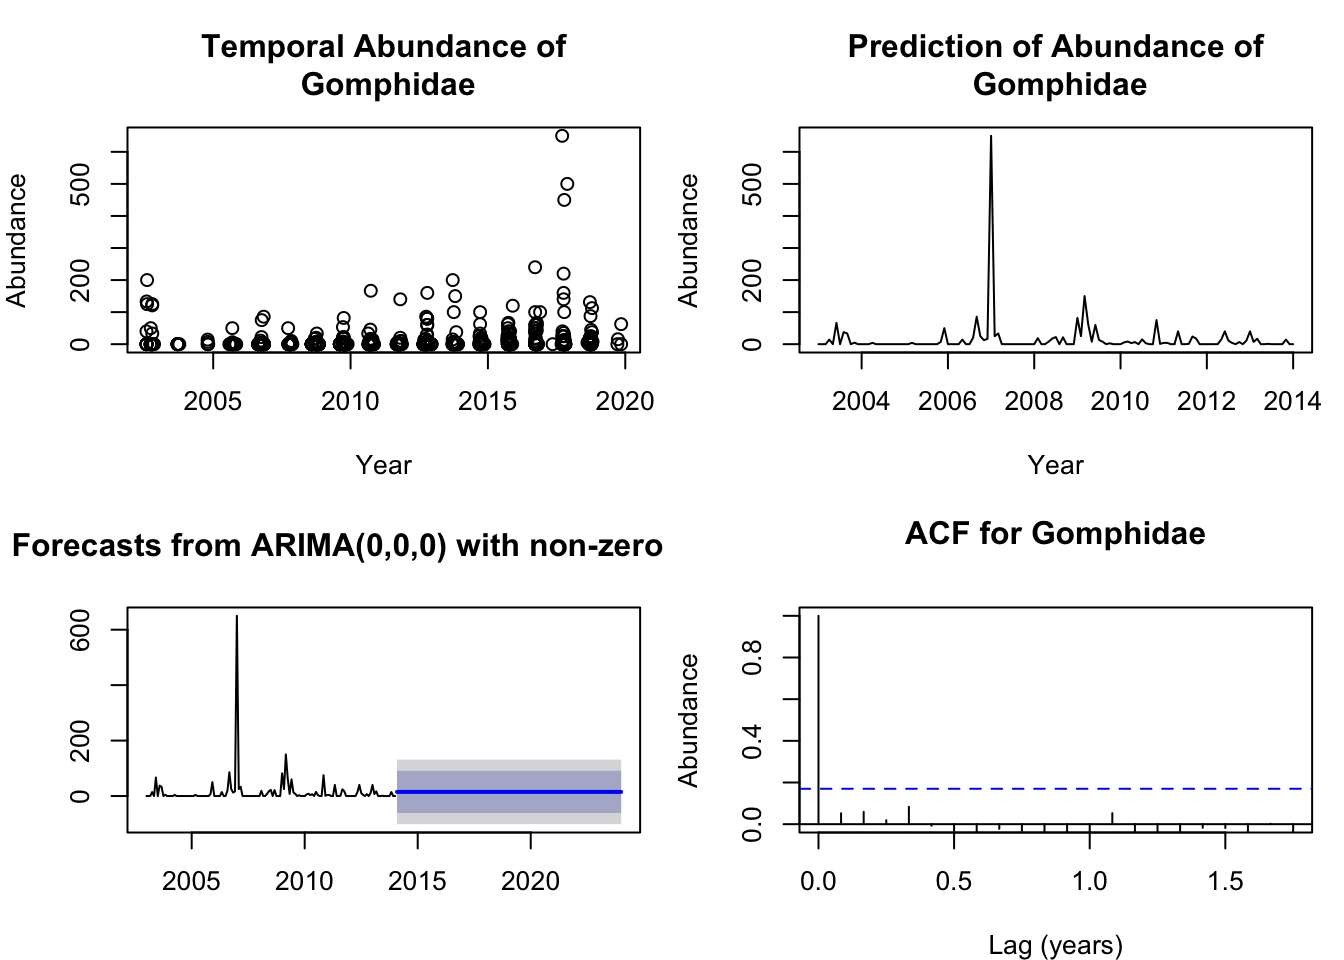 Temporal Abundance of
Gomphidae
Abundance
0
200
500
2005 2010 2015 2020
Year
Prediction of Abundance of
Gomphidae
Abundance
0
200
500
2004 2006 2008 2010 2012 2014
Year
Forecasts from ARIMA(0,0,0) with non-zero
0
200
600
2005 2010 2015 2020
ACF for Gomphidae
Abundance
0.0
0.4
0.8
0.0 0.5 1.0 1.5
Lag (years)